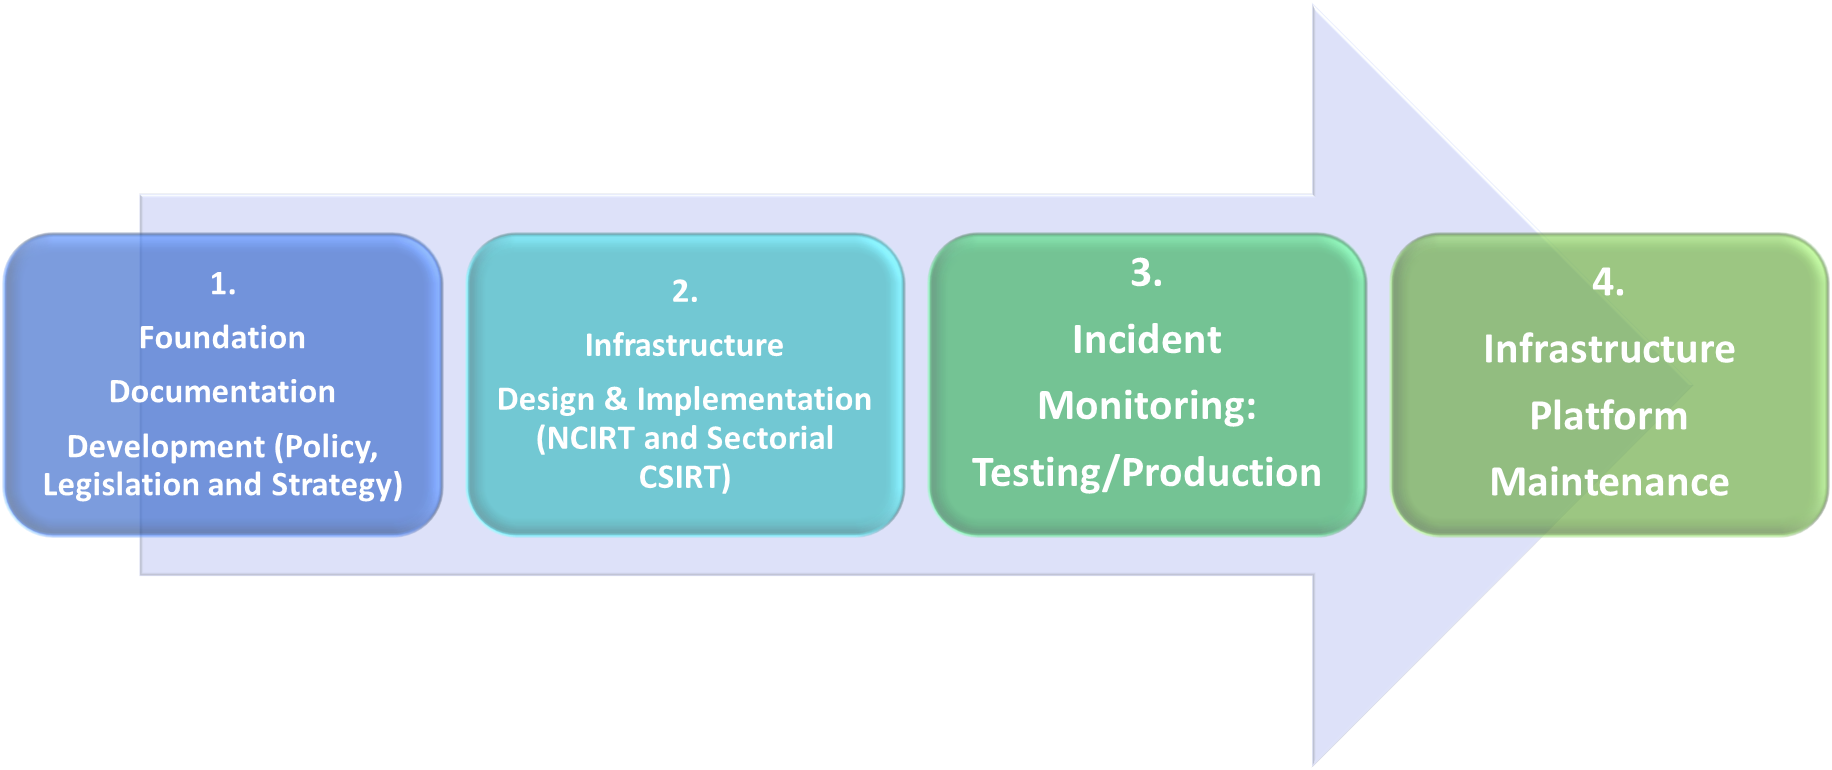 1.
Foundation
Documentation
Development (Policy,
Legislation and Strategy)
2.
Infrastructure
Design & Implementation
(NCIRT and Sectorial
CSIRT)
3.
Incident
Monitoring:
Testing/Production
4.
Infrastructure
Platform
Maintenance